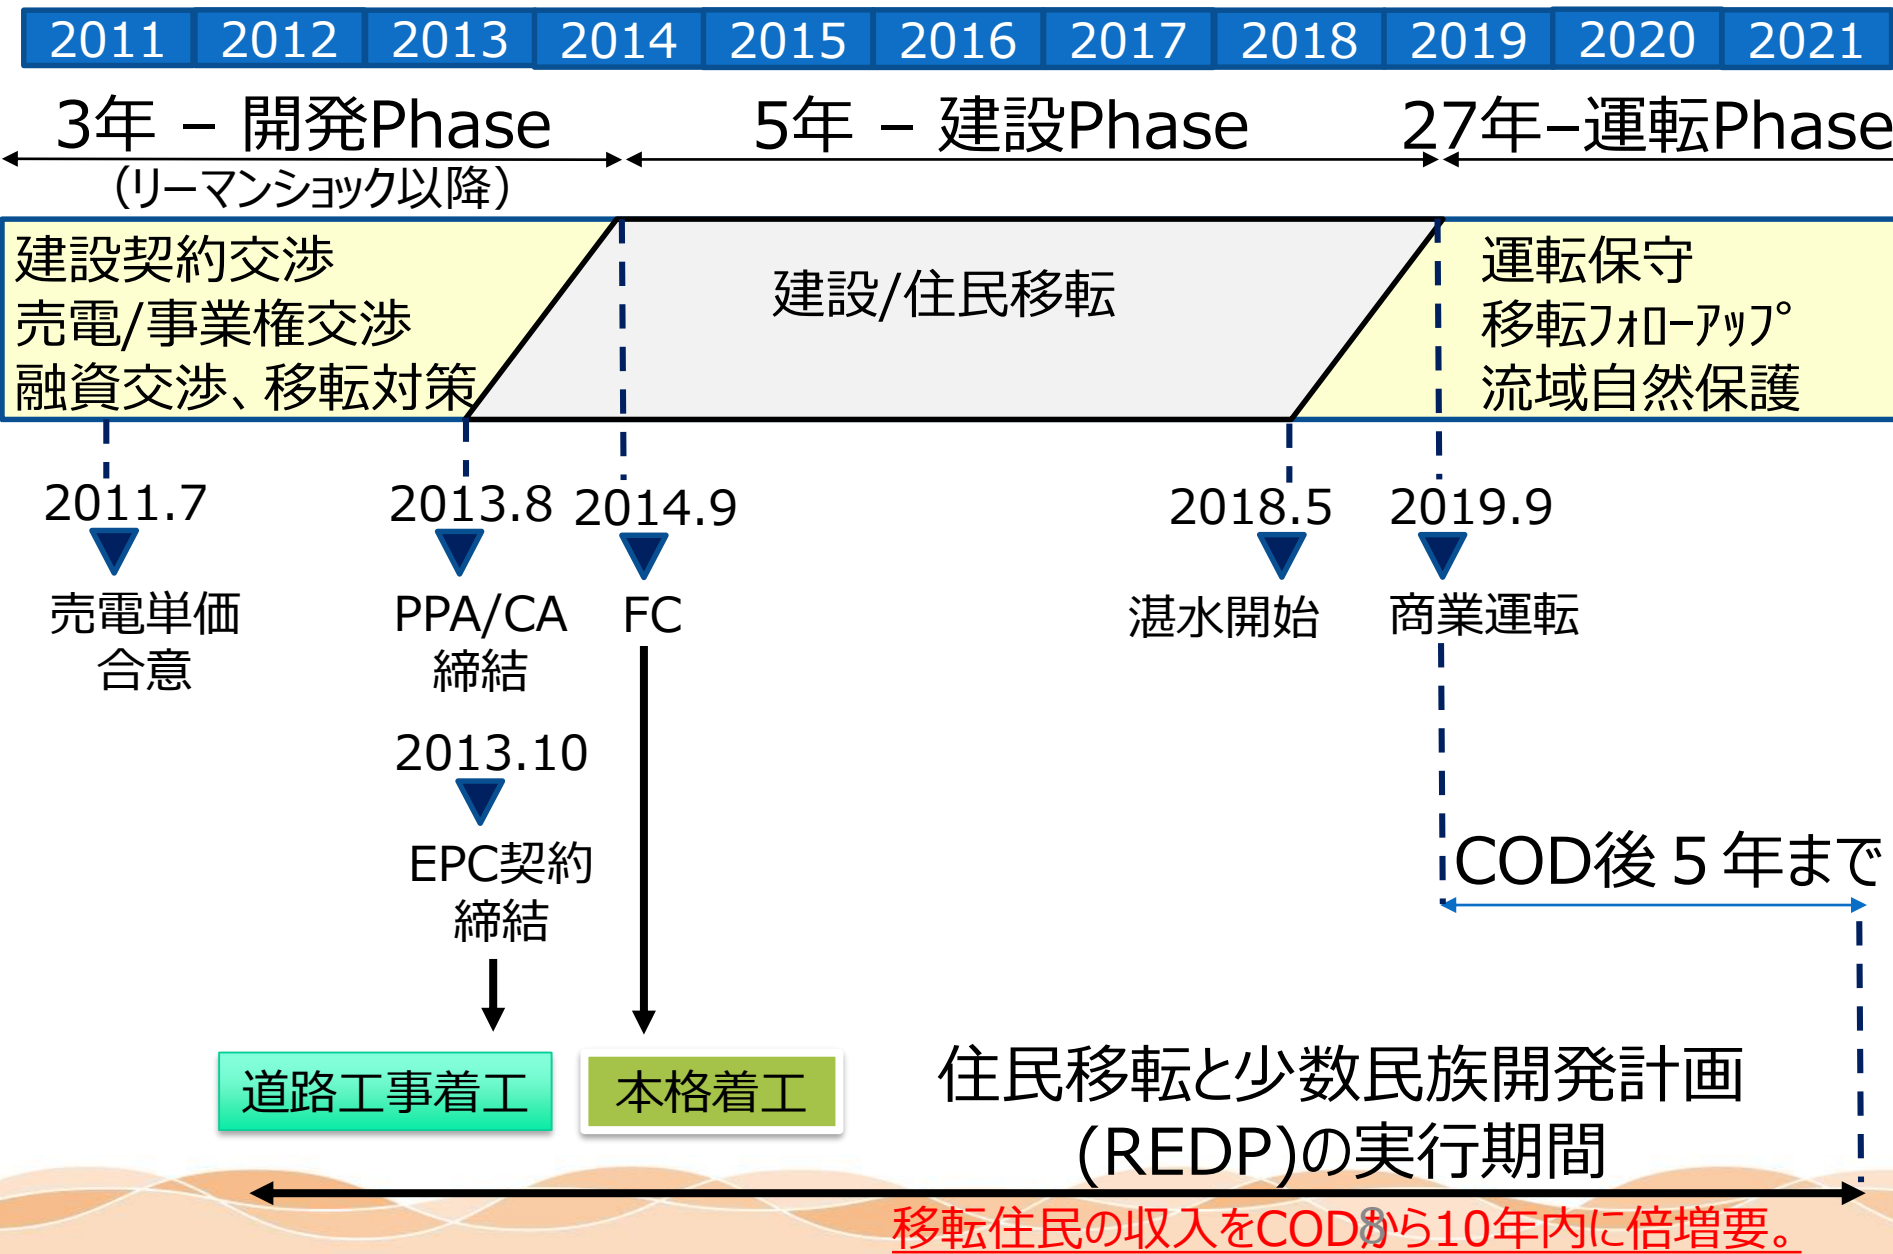 2011 2012 2013 2014 2015 2016 2017 2018 2019 2020 2021
3年 – 開発Phase
(リーマンショック以降)
5年 – 建設Phase
27年–運転Phase
建設契約交渉
売電/事業権交渉
融資交渉、移転対策
建設/住民移転
運転保守
移転フォローアップ
流域自然保護
2011.7
売電単価
合意
2013.8
PPA/CA
締結
2014.9
FC
2018.5
湛水開始
2019.9
商業運転
2013.10
EPC契約
締結
COD後5年まで
道路工事着工
本格着工
住民移転と少数民族開発計画
(REDP)の実行期間
移転住民の収入をCODから10年内に倍増要。
8